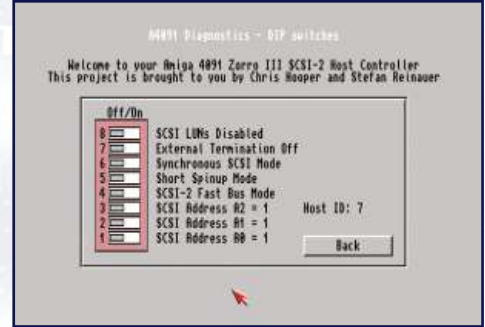 A4091 Diagnostics - DIP switches
Welcome to your Amiga 4091 Zorro III SCSI-2 Host Controller
This project is brought to you by Chris Hooper and Stefan Reinauer
Off/On
8 SCSI LUNs Disabled
7 External Termination Off
6 Synchronous SCSI Mode
5 Short Spinup Mode
4 SCSI-2 Fast Bus Mode
3 SCSI Address A2 = 1 Host ID: 7
2 SCSI Address A1 = 1
1 SCSI Address A0 = 1
Back